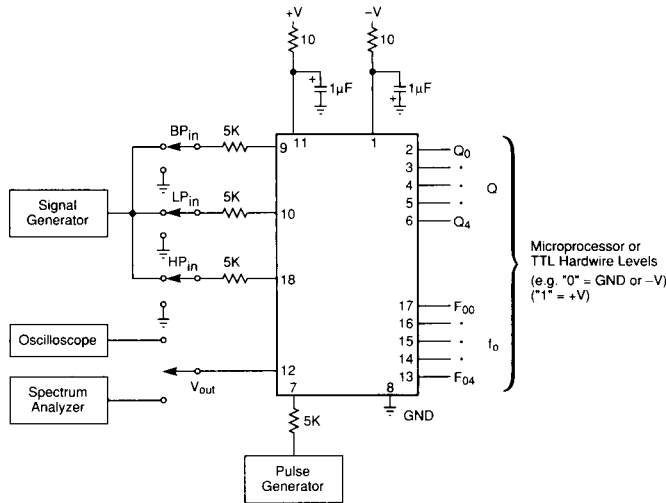 +V
–V
10
10
+
1µF
1µF
+
BPin
5K
9
11
1
2
Q0
3
4
Q
5
6
Q4
LPin
5K
10
Signal
Generator
HPin
5K
18
Microprocessor or
TTL Hardwire Levels
(e.g. "0" = GND or –V)
("1" = +V)
17
F00
16
15
fo
14
13
F04
Oscilloscope
12
Vout
7
8
GND
Spectrum
Analyzer
5K
Pulse
Generator